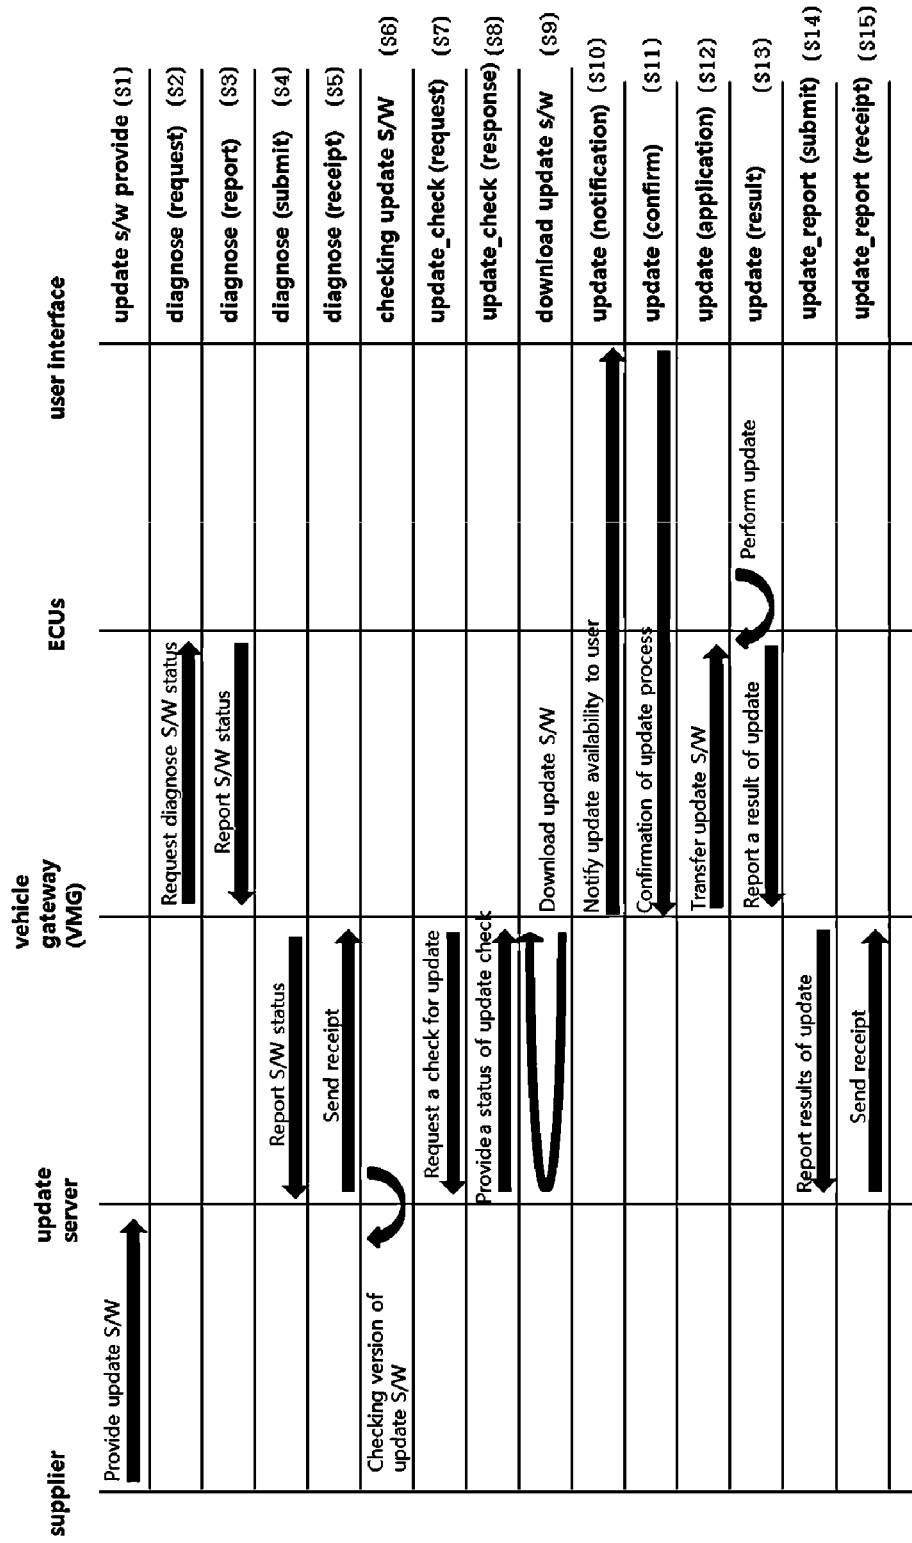 supplier
update
server
vehicle
gateway
(VMG)
ECUs
user interface
Provide update S/W
update s/w provide (S1)
Request diagnose S/W status
diagnose (request) (S2)
Report S/W status
diagnose (report) (S3)
Report S/W status
diagnose (submit) (S4)
Send receipt
diagnose (receipt) (S5)
Checking version of
update S/W
checking update S/W (S6)
Request a check for update
update_check (request) (S7)
Provide a status of update check
update_check (response) (S8)
Download update S/W
download update s/w (S9)
Notify update availability to user
update (notification) (S10)
Confirmation of update process
update (confirm) (S11)
Transfer update S/W
update (application) (S12)
Perform update
Report a result of update
update (result) (S13)
Report results of update
update_report (submit) (S14)
Send receipt
update_report (receipt) (S15)